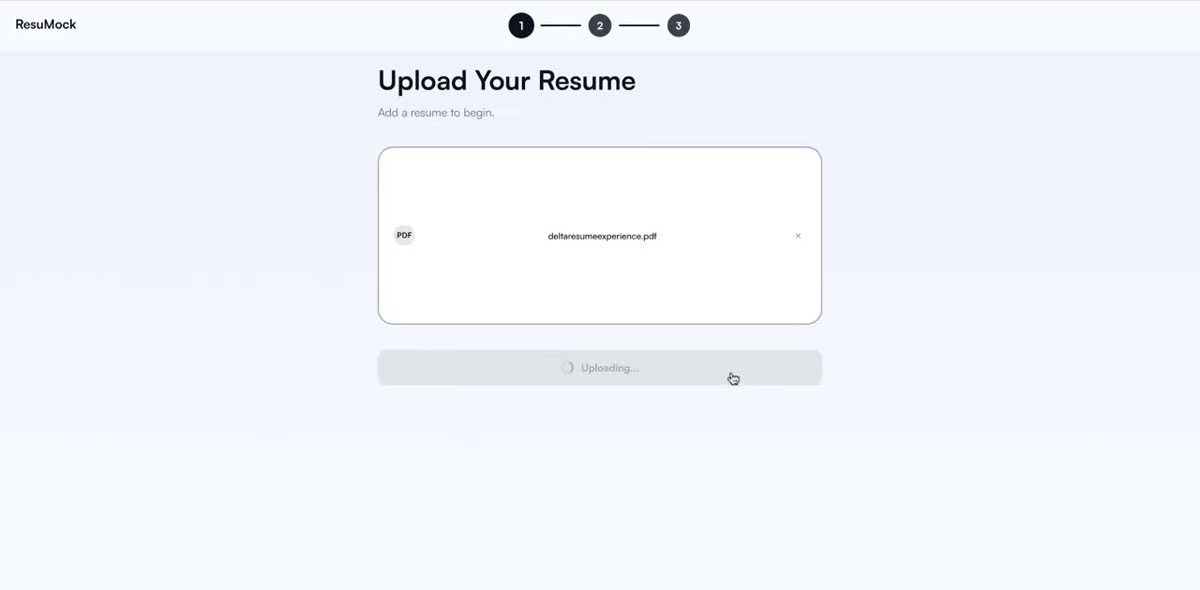 ResuMock
1
2
3
Upload Your Resume
Add a resume to begin.
PDF
deltaresumeexperience.pdf
×
Uploading...